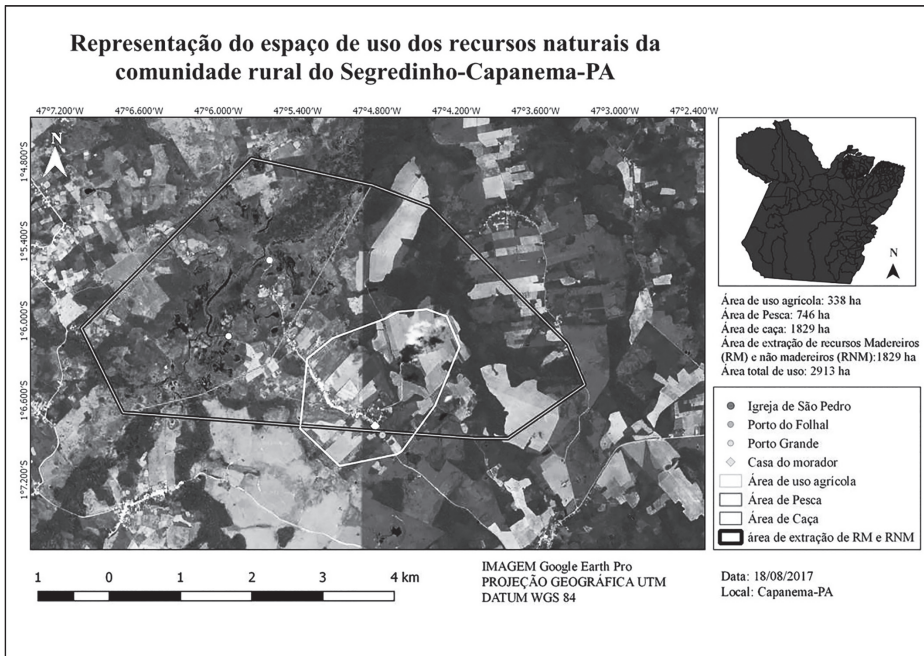 Representação do espaço de uso dos recursos naturais da
comunidade rural do Segredinho-Capanema-PA
47°7.200'W 47°6.600'W 47°6.000'W 47°5.400'W 47°4.800'W 47°4.200'W 47°3.600'W 47°3.000'W 47°2.400'W
N
1°4.800'S
1°5.400'S
1°6.000'S
1°6.600'S
1°7.200'S
N
Área de uso agrícola: 338 ha
Área de Pesca: 746 ha
Área de caça: 1829 ha
Área de extração de recursos Madereiros
(RM) e não madereiros (RNM):1829 ha
Área total de uso: 2913 ha
Igreja de São Pedro
Porto do Folhal
Porto Grande
Casa do morador
Área de uso agrícola
Área de Pesca
Área de Caça
área de extração de RM e RNM
1 0 1 2 3 4 km
IMAGEM Google Earth Pro
PROJEÇÃO GEOGRÁFICA UTM
DATUM WGS 84
Data: 18/08/2017
Local: Capanema-PA